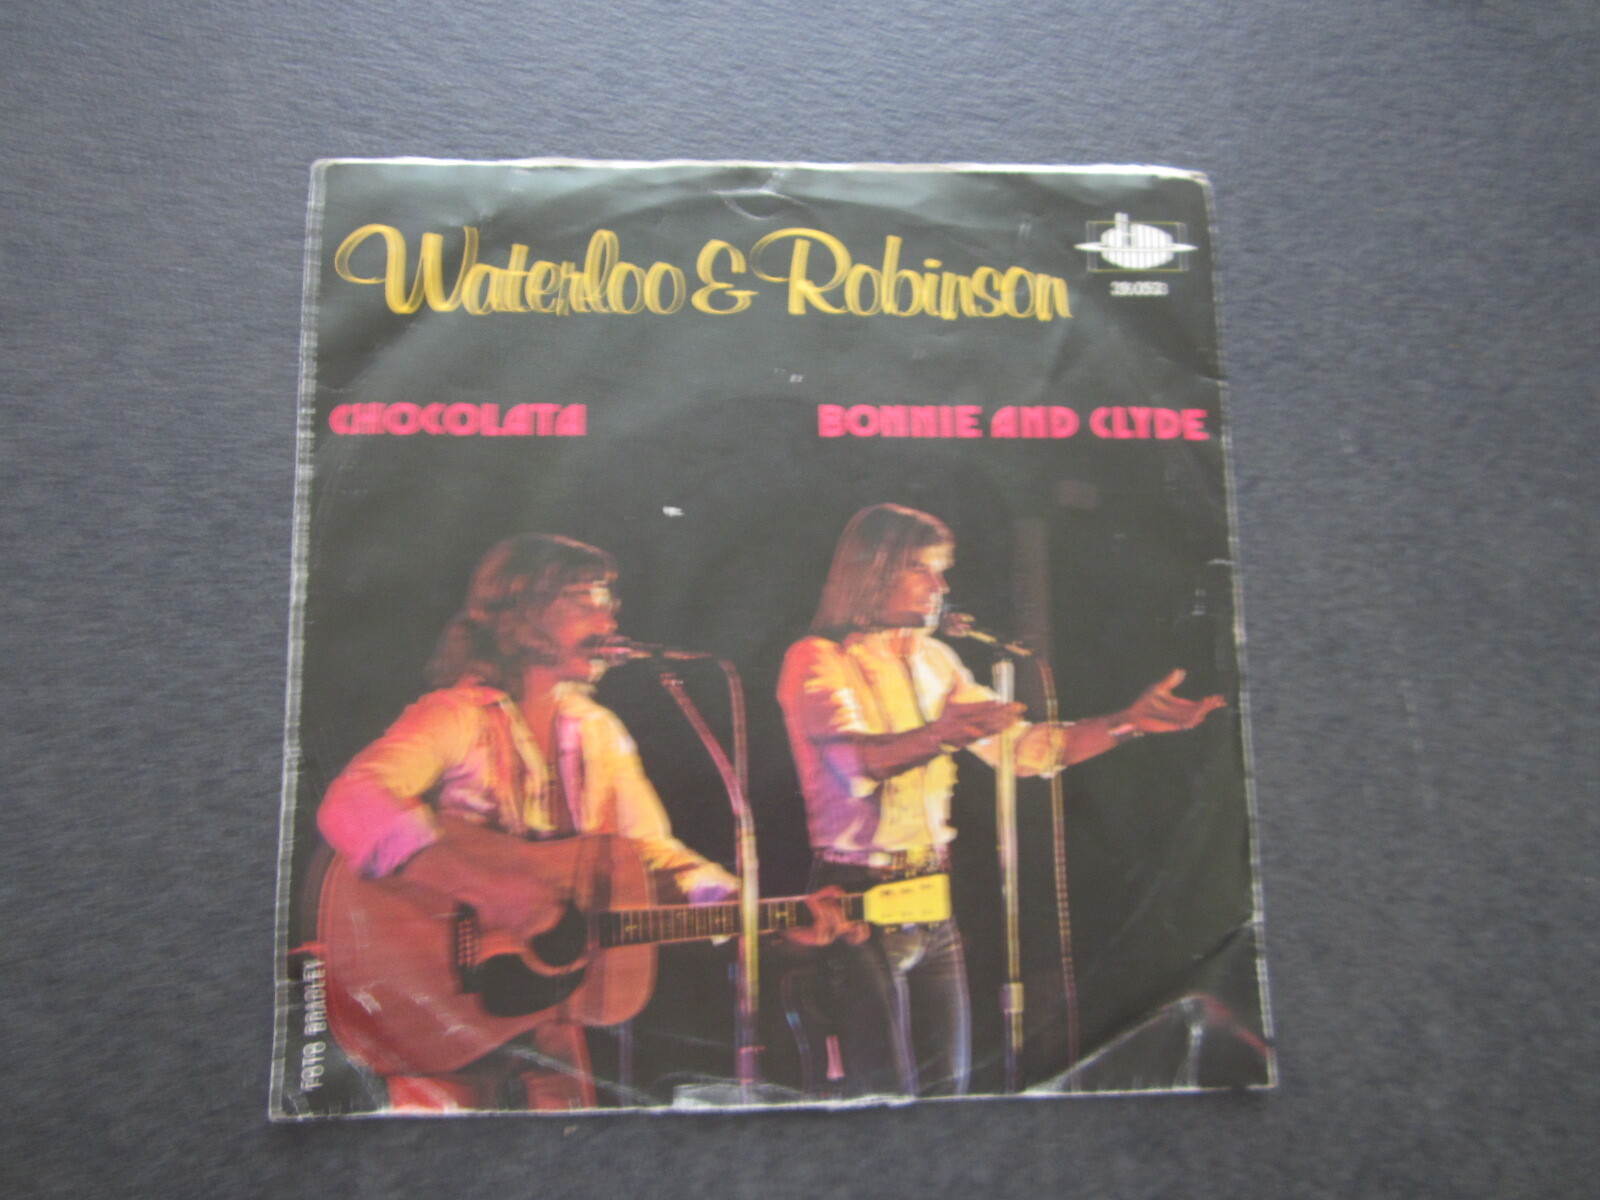 Waterloo & Robinson
CHOCOLATA
BONNIE AND CLYDE
FOTO BRADLEY